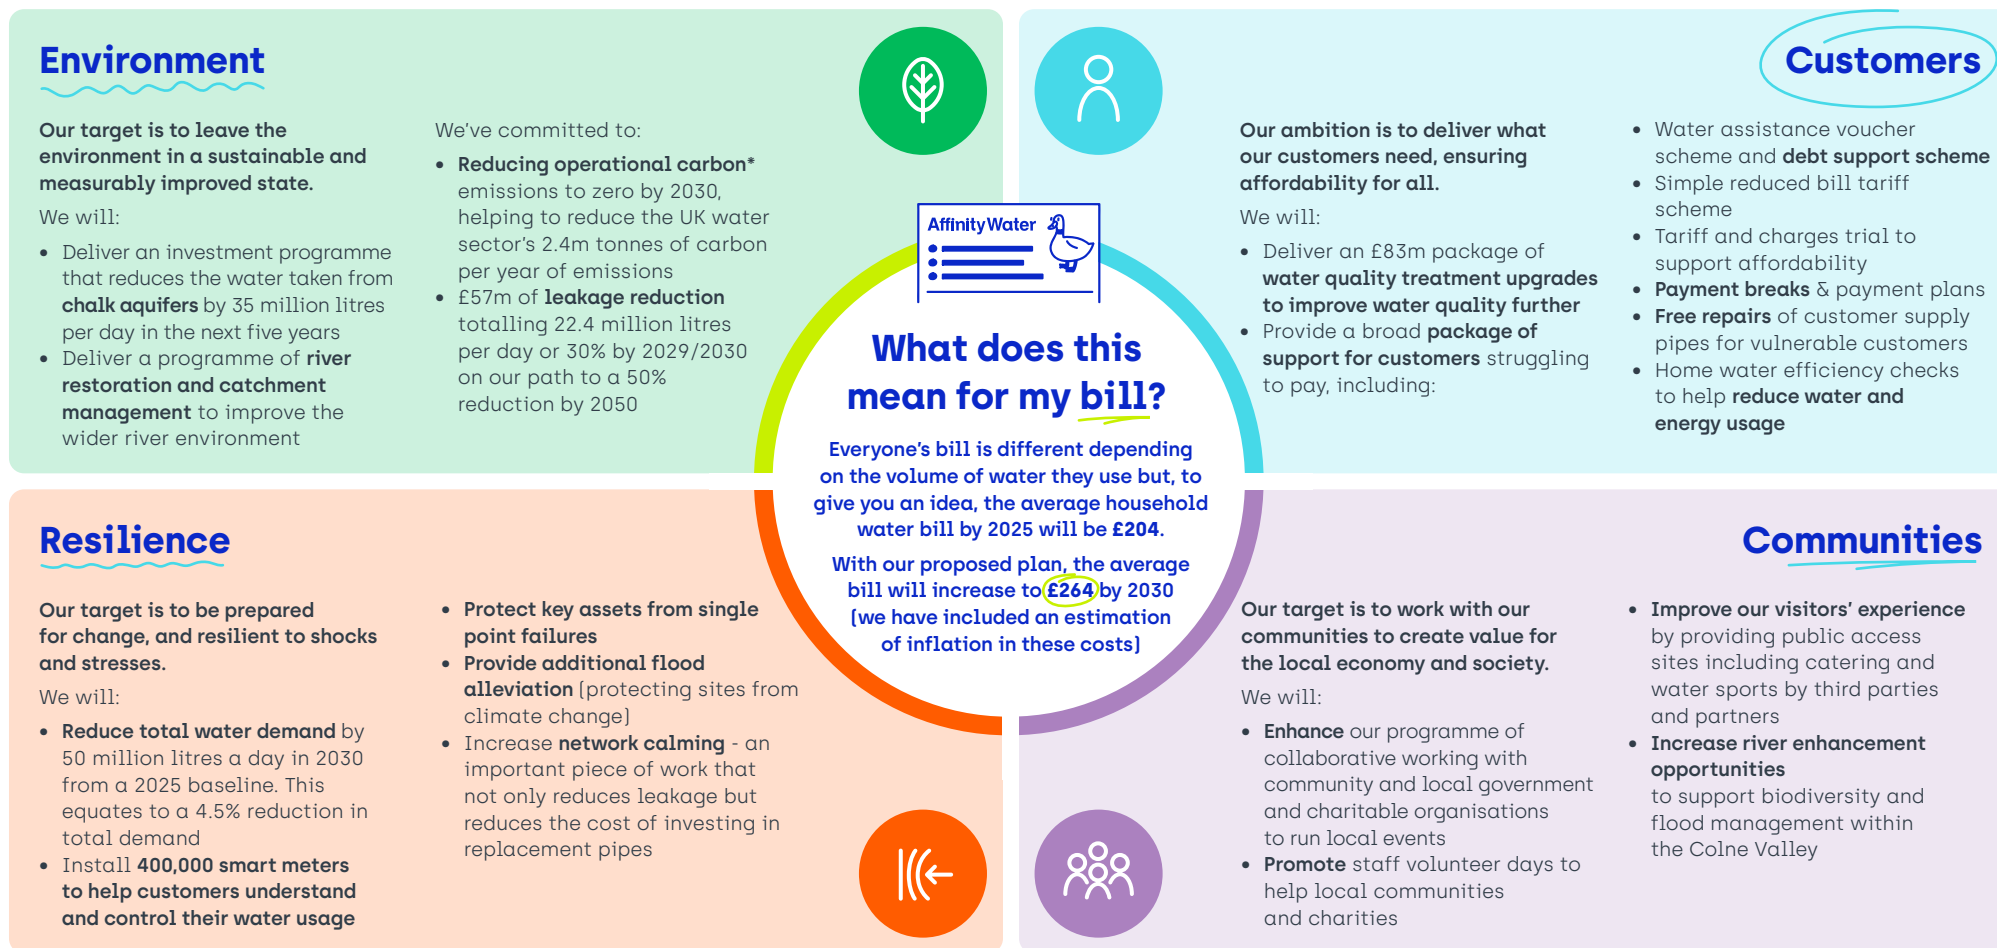 Environment
Our target is to leave the
environment in a sustainable and
measurably improved state.
We will:
• Deliver an investment programme
that reduces the water taken from
chalk aquifers by 35 million litres
per day in the next five years
• Deliver a programme of river
restoration and catchment
management to improve the
wider river environment
We've committed to:
• Reducing operational carbon*
emissions to zero by 2030,
helping to reduce the UK water
sector's 2.4m tonnes of carbon
per year of emissions
• £57m of leakage reduction
totalling 22.4 million litres
per day or 30% by 2029/2030
on our path to a 50%
reduction by 2050
Customers
Our ambition is to deliver what
our customers need, ensuring
affordability for all.
We will:
• Deliver an £83m package of
water quality treatment upgrades
to improve water quality further
• Provide a broad package of
support for customers struggling
to pay, including:
• Water assistance voucher
scheme and debt support scheme
• Simple reduced bill tariff
scheme
• Tariff and charges trial to
support affordability
• Payment breaks & payment plans
• Free repairs of customer supply
pipes for vulnerable customers
• Home water efficiency checks
to help reduce water and
energy usage
AffinityWater
What does this
mean for my bill?
Everyone's bill is different depending
on the volume of water they use but, to
give you an idea, the average household
water bill by 2025 will be £204.
With our proposed plan, the average
bill will increase to £264 by 2030
(we have included an estimation
of inflation in these costs)
Resilience
Our target is to be prepared
for change, and resilient to shocks
and stresses.
We will:
• Reduce total water demand by
50 million litres a day in 2030
from a 2025 baseline. This
equates to a 4.5% reduction in
total demand
• Install 400,000 smart meters
to help customers understand
and control their water usage
• Protect key assets from single
point failures
• Provide additional flood
alleviation (protecting sites from
climate change)
• Increase network calming - an
important piece of work that
not only reduces leakage but
reduces the cost of investing in
replacement pipes
Communities
Our target is to work with our
communities to create value for
the local economy and society.
We will:
• Enhance our programme of
collaborative working with
community and local government
and charitable organisations
to run local events
• Promote staff volunteer days to
help local communities
and charities
• Improve our visitors' experience
by providing public access
sites including catering and
water sports by third parties
and partners
• Increase river enhancement
opportunities
to support biodiversity and
flood management within
the Colne Valley